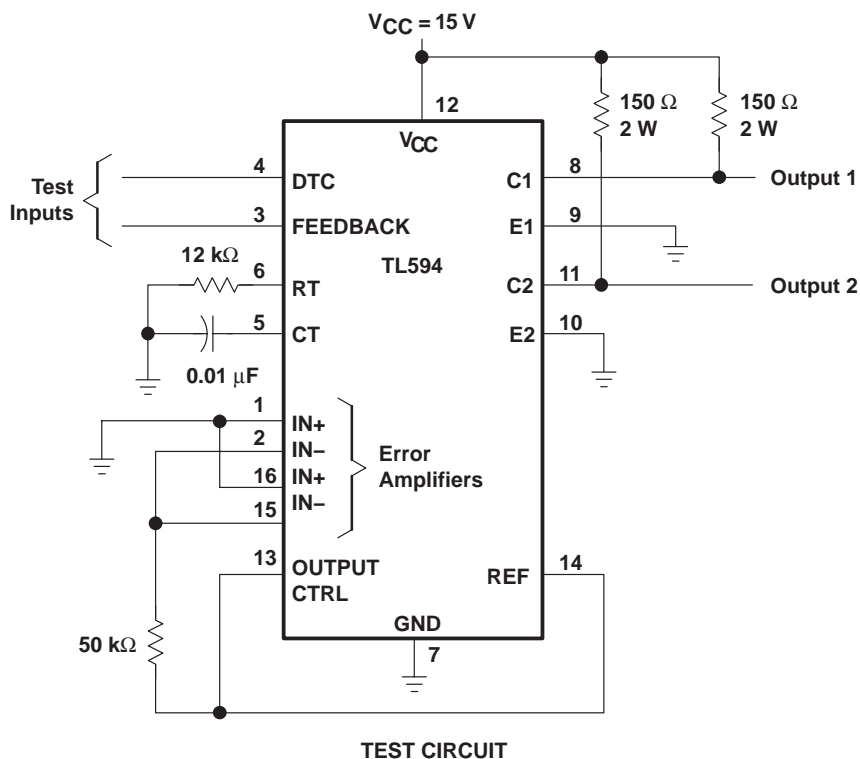 VCC = 15 V
12
150 Ω
2 W
150 Ω
2 W
VCC
Test
Inputs
4
DTC
C1
8
Output 1
3
FEEDBACK
E1
9
12 kΩ
TL594
6
RT
C2
11
Output 2
5
CT
E2
10
0.01 μF
1
IN+
2
IN−
16
IN+
15
IN−
Error
Amplifiers
13
OUTPUT
CTRL
REF
14
50 kΩ
GND
7
TEST CIRCUIT